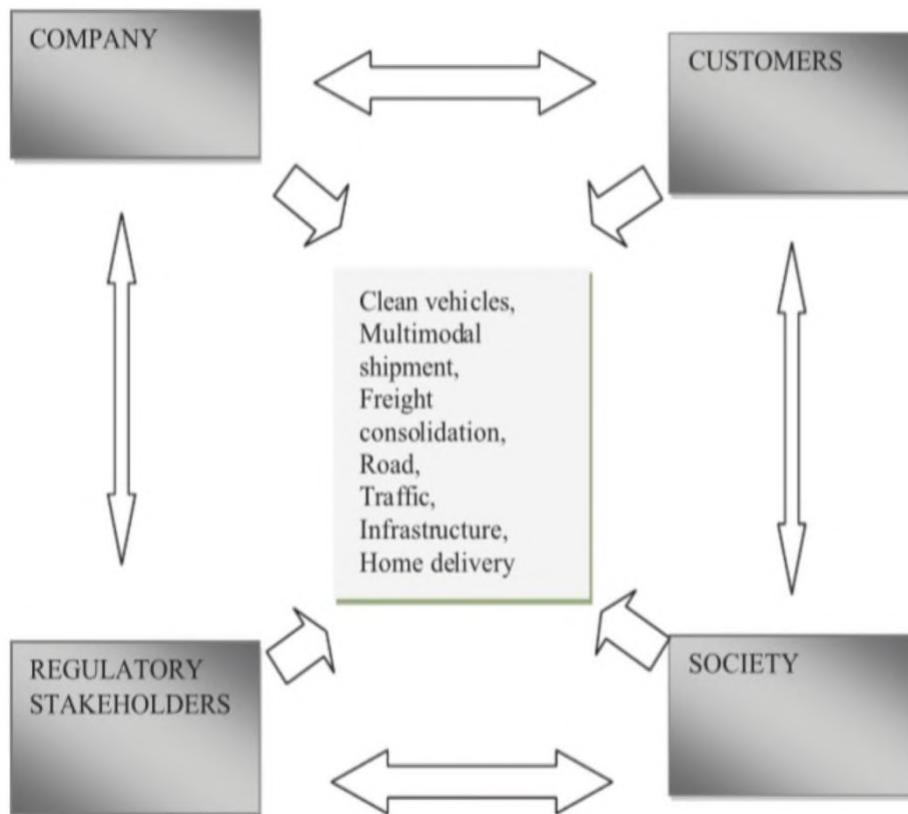 COMPANY
CUSTOMERS
Clean vehicles,
Multimodal
shipment,
Freight
consolidation,
Road,
Traffic,
Infrastructure,
Home delivery
REGULATORY
STAKEHOLDERS
SOCIETY